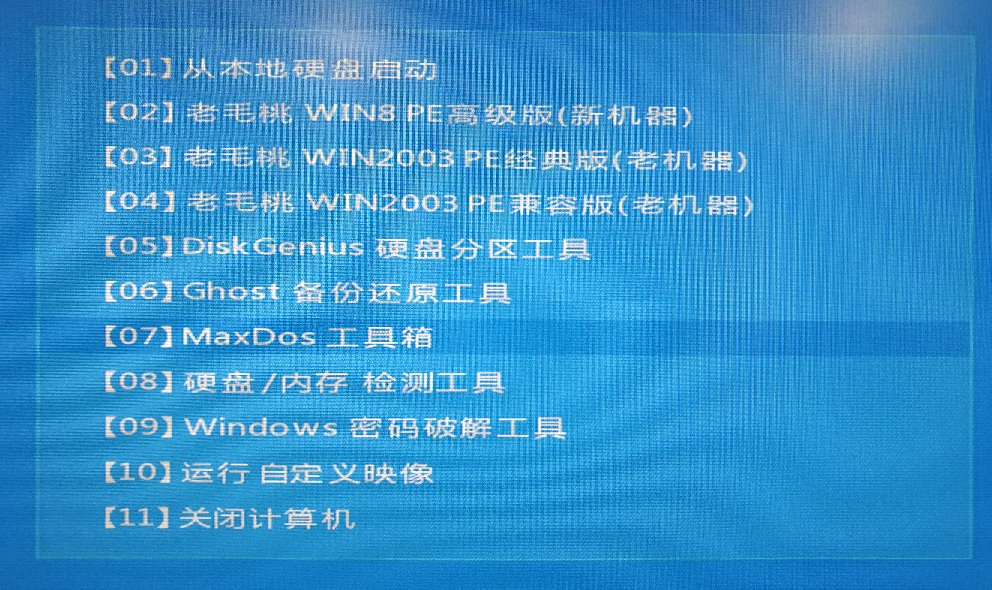 【01】从本地硬盘启动
【02】老毛桃 WIN8 PE高级版(新机器)
【03】老毛桃 WIN2003 PE经典版(老机器)
【04】老毛桃 WIN2003 PE兼容版(老机器)
【05】DiskGenius 硬盘分区工具
【06】Ghost 备份还原工具
【07】MaxDos 工具箱
【08】硬盘/内存 检测工具
【09】Windows 密码破解工具
【10】运行 自定义映像
【11】关闭计算机